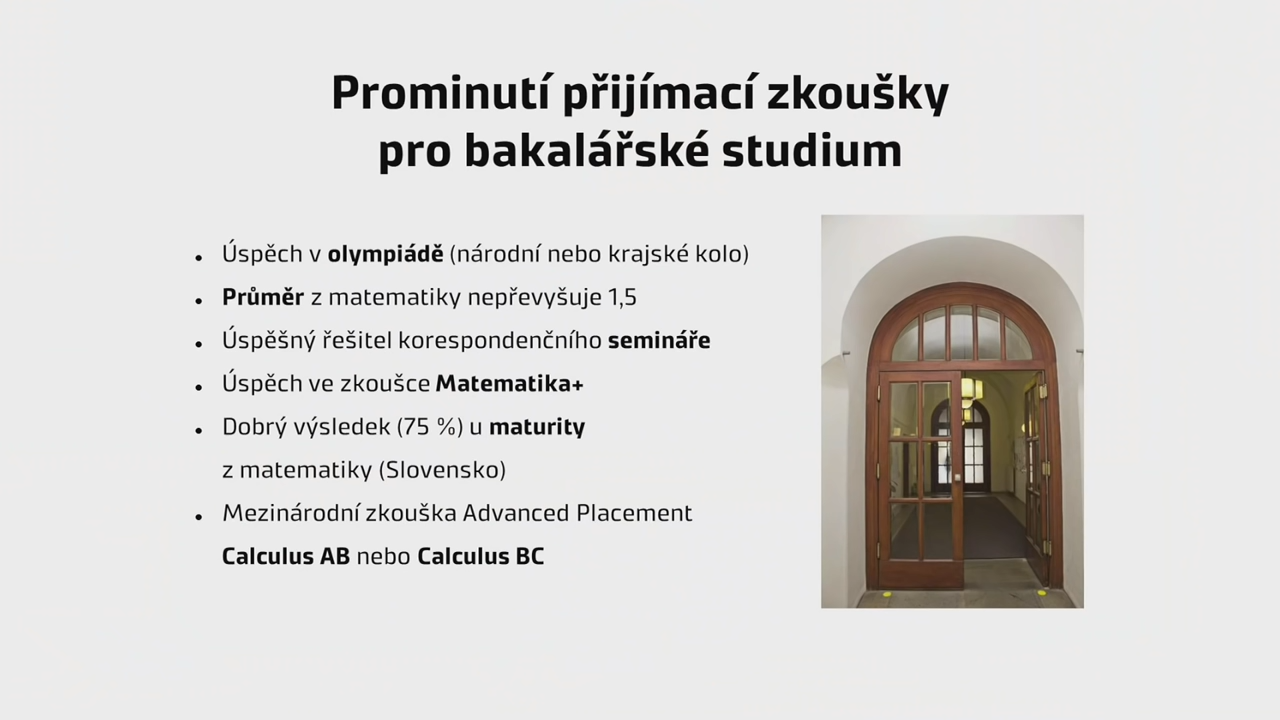 Prominutí přijímací zkoušky
pro bakalářské studium
• Úspěch v olympiádě (národní nebo krajské kolo)
• Průměr z matematiky nepřevyšuje 1,5
• Úspěšný řešitel korespondenčního semináře
• Úspěch ve zkoušce Matematika+
• Dobrý výsledek (75 %) u maturity
z matematiky (Slovensko)
• Mezinárodní zkouška Advanced Placement
Calculus AB nebo Calculus BC